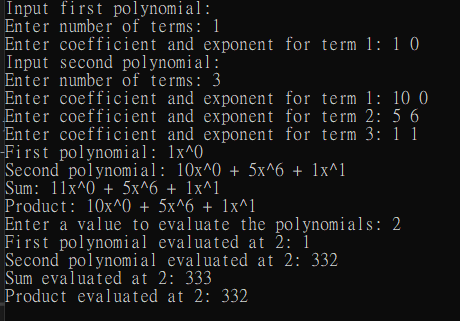 Input first polynomial:
Enter number of terms: 1
Enter coefficient and exponent for term 1: 1 0
Input second polynomial:
Enter number of terms: 3
Enter coefficient and exponent for term 1: 10 0
Enter coefficient and exponent for term 2: 5 6
Enter coefficient and exponent for term 3: 1 1
First polynomial: 1x^0
Second polynomial: 10x^0 + 5x^6 + 1x^1
Sum: 11x^0 + 5x^6 + 1x^1
Product: 10x^0 + 5x^6 + 1x^1
Enter a value to evaluate the polynomials: 2
First polynomial evaluated at 2: 1
Second polynomial evaluated at 2: 332
Sum evaluated at 2: 333
Product evaluated at 2: 332